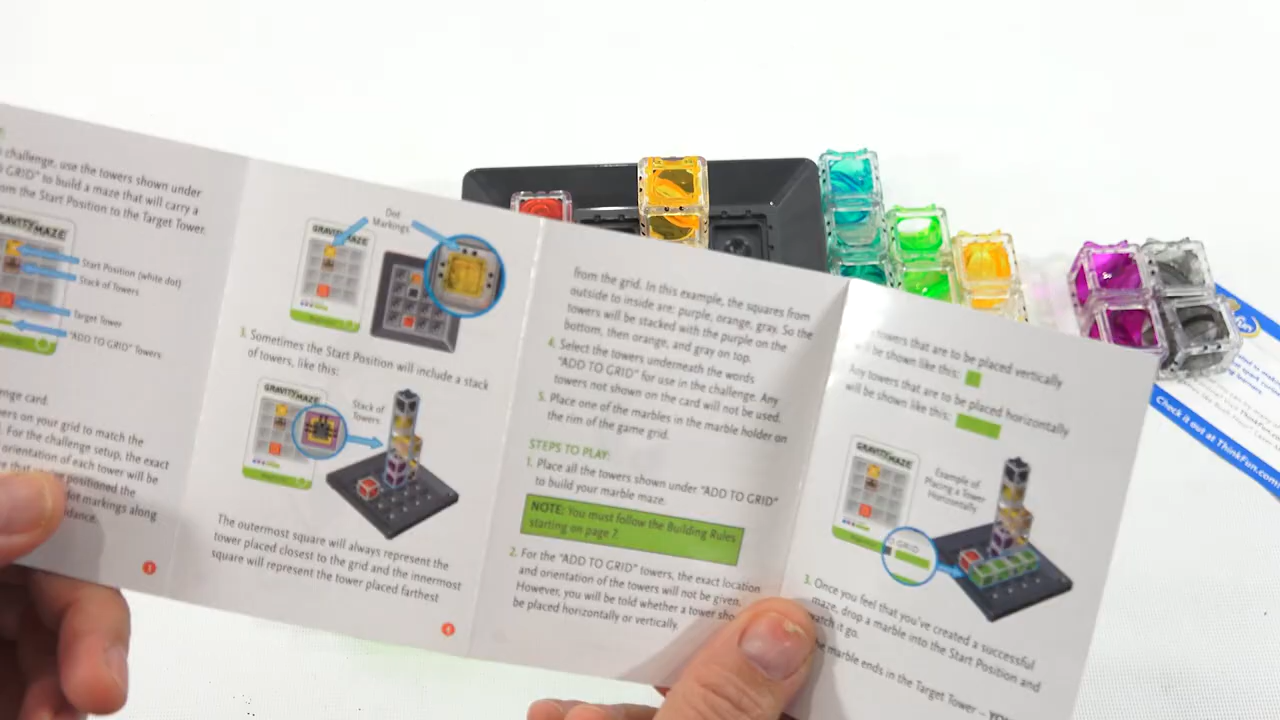 challenge, use the towers shown under
GRID" to build a maze that will carry a
from the Start Position to the Target Tower.
GRAVITY MAZE
Start Position (white dot)
Stack of Towers
Target Tower
"ADD TO GRID" Towers
card.
on your grid to match the
For the challenge setup, the exact
orientation of each tower will be
positioned the
dot markings along
Dot
Markings
GRAVITY MAZE
3. Sometimes the Start Position will include a stack
of towers, like this:
GRAVITY MAZE
Stack of
Towers
The outermost square will always represent the
tower placed closest to the grid and the innermost
square will represent the tower placed farthest
from the grid. In this example, the squares from
outside to inside are: purple, orange, gray. So the
towers will be stacked with the purple on the
bottom, then orange, and gray on top.
4. Select the towers underneath the words
"ADD TO GRID" for use in the challenge. Any
towers not shown on the card will not be used.
5. Place one of the marbles in the marble holder on
the rim of the game grid.
STEPS TO PLAY:
1. Place all the towers shown under "ADD TO GRID"
to build your marble maze.
NOTE: You must follow the Building Rules
starting on page 7.
2. For the "ADD TO GRID" towers, the exact location
and orientation of the towers will not be given.
However, you will be told whether a tower
be placed horizontally or vertically.
towers that are to be placed vertically
will be shown like this:
Any towers that are to be placed horizontally
will be shown like this:
GRAVITY MAZE
Example of
Placing a Tower
Horizontally
GRID
3. Once you feel that you've created a successful
maze, drop a marble into the Start Position and
watch it go.
marble ends in the Target Tower –
Check it out at ThinkFun.com